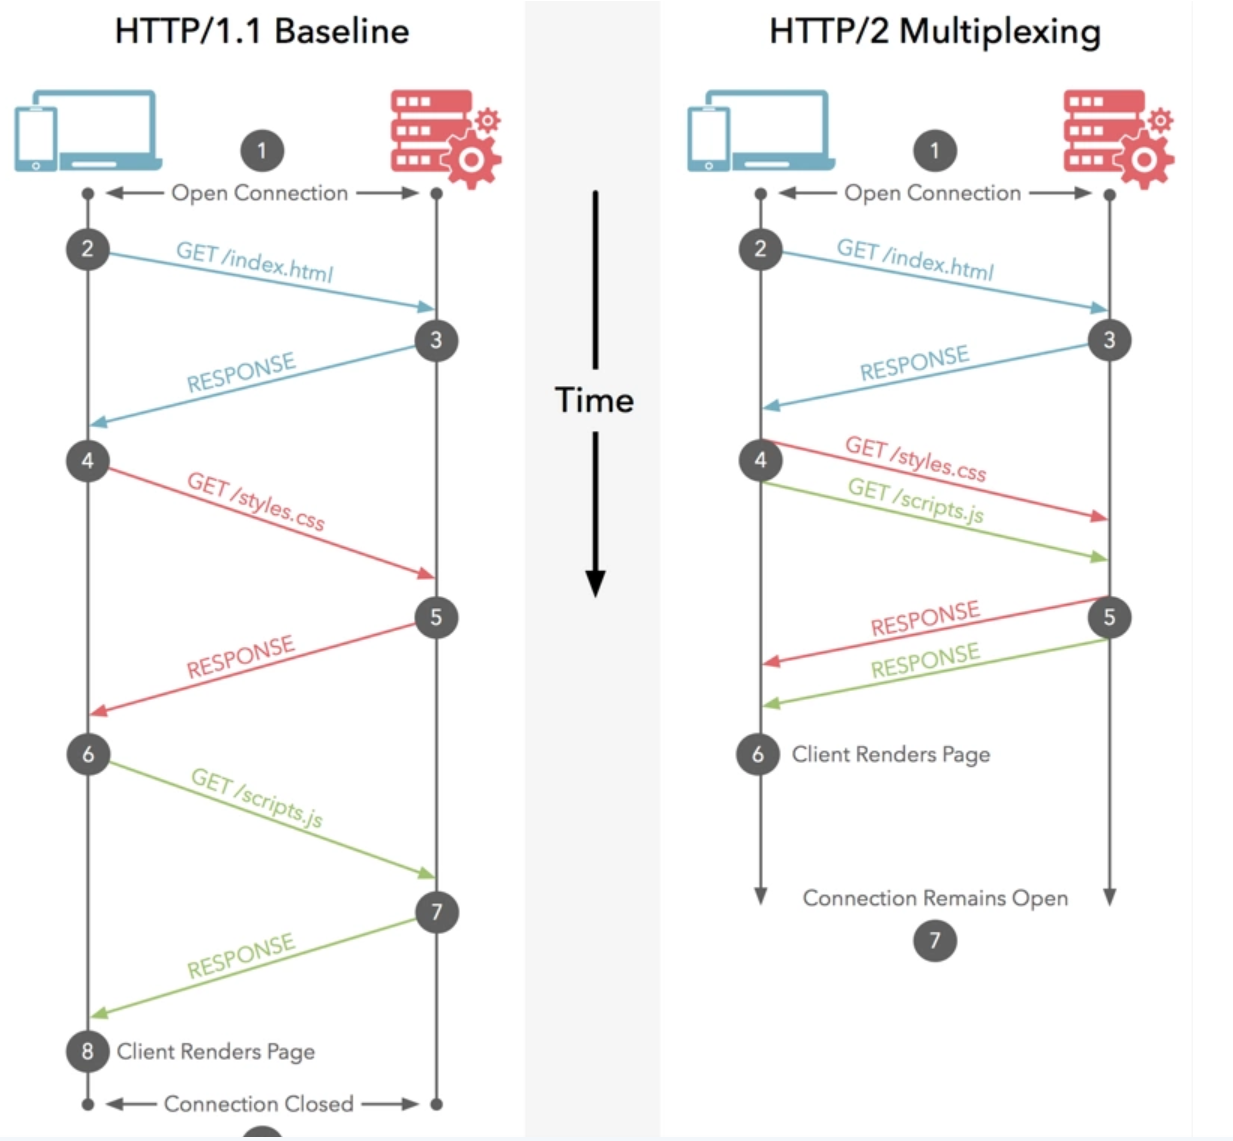 HTTP/1.1 Baseline
1
Open Connection
2
GET /index.html
3
RESPONSE
4
GET /styles.css
5
RESPONSE
6
GET /scripts.js
7
RESPONSE
8 Client Renders Page
Connection Closed
Time
HTTP/2 Multiplexing
1
Open Connection
2
GET /index.html
3
RESPONSE
4
GET /styles.css
GET /scripts.js
5
RESPONSE
RESPONSE
6 Client Renders Page
Connection Remains Open
7